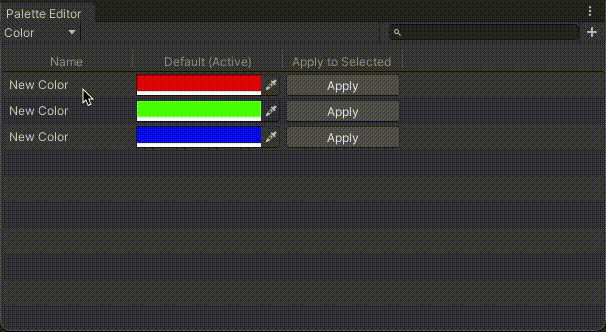 Palette Editor
Color
Name Default (Active) Apply to Selected
New Color Apply
New Color Apply
New Color Apply